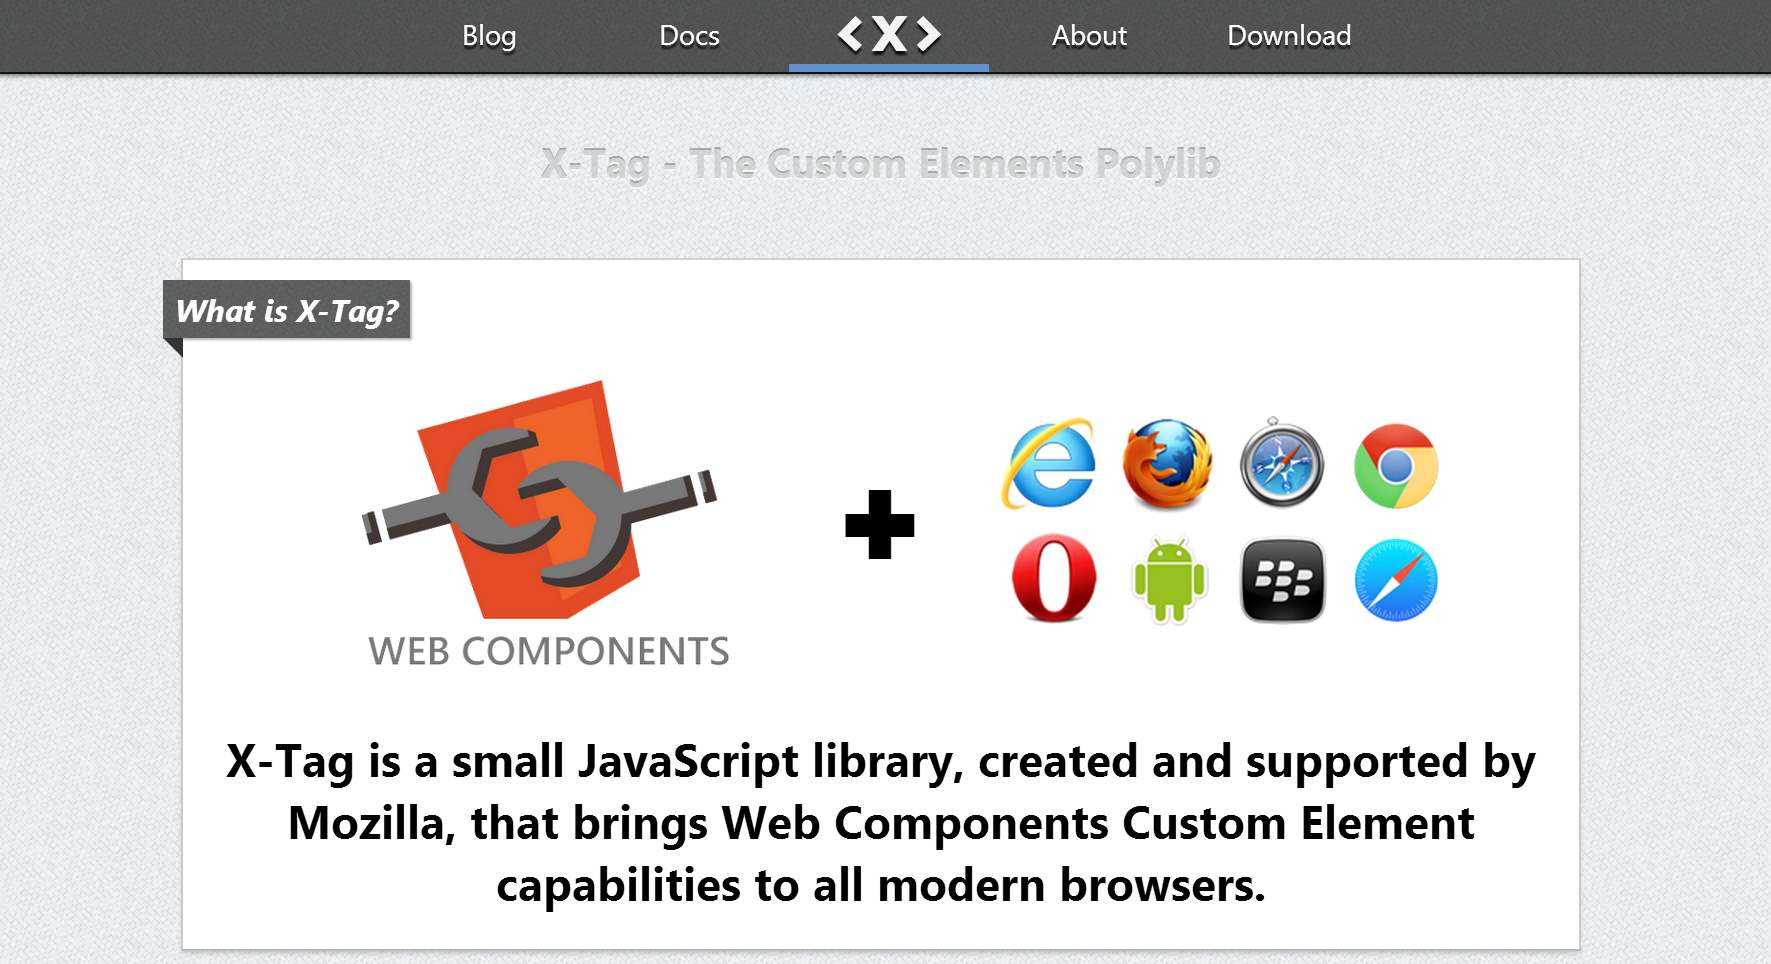 Blog Docs <X> About Download
X-Tag - The Custom Elements Polylib
What is X-Tag?
WEB COMPONENTS
X-Tag is a small JavaScript library, created and supported by
Mozilla, that brings Web Components Custom Element
capabilities to all modern browsers.